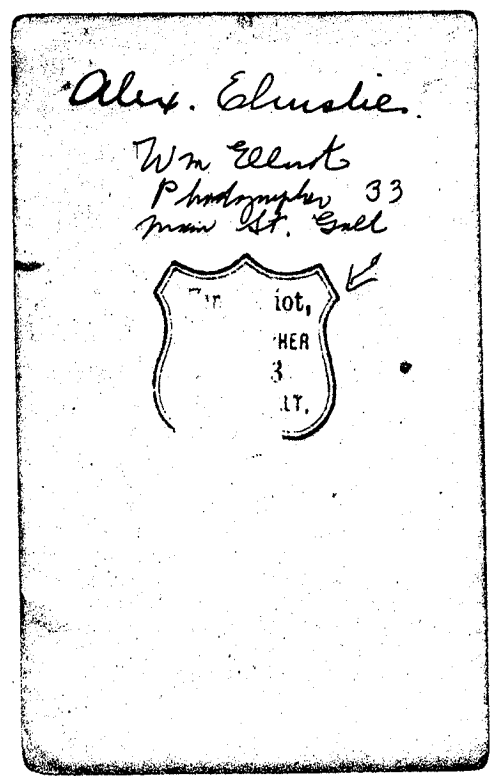 Alex. Elmslie.
Wm Elliot
Photographer 33
Main St. Galt
iot,
HER
3
LT.